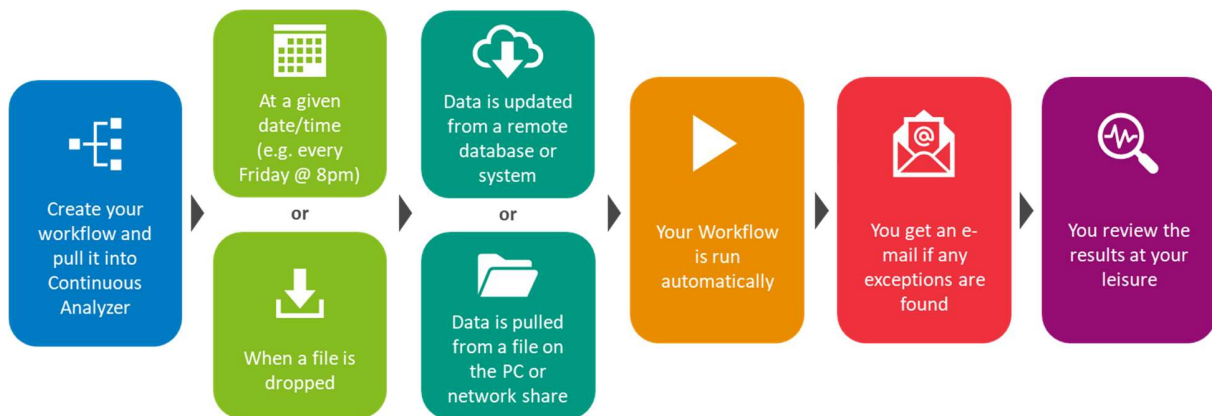 Create your
workflow and
pull it into
Continuous
Analyzer
At a given
date/time
(e.g. every
Friday @ 8pm)
or
When a file is
dropped
Data is updated
from a remote
database or
system
or
Data is pulled
from a file on
the PC or
network share
Your Workflow
is run
automatically
@
You get an e-
mail if any
exceptions are
found
You review the
results at your
leisure